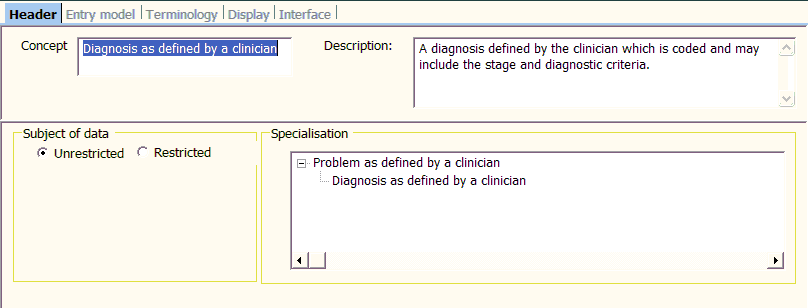 Header Entry model Terminology Display Interface
Concept Diagnosis as defined by a clinician Description: A diagnosis defined by the clinician which is coded and may
include the stage and diagnostic criteria.
Subject of data Specialisation
Unrestricted Restricted
Problem as defined by a clinician
Diagnosis as defined by a clinician